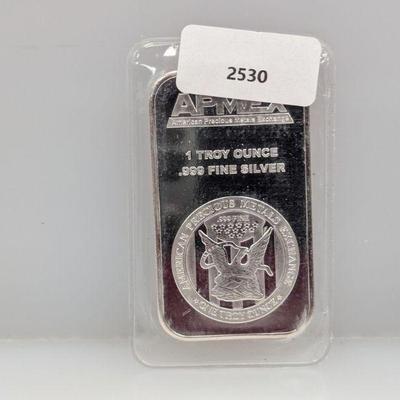 2530
APMEX
American Precious Metals Exchange
1 TROY OUNCE
.999 FINE SILVER
AMERICAN PRECIOUS METALS EXCHANGE
.999 FINE
ONE TROY OUNCE